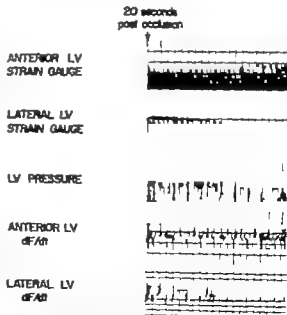 20 seconds
post occlusion
ANTERIOR LV
STRAIN GAUGE
LATERAL LV
STRAIN GAUGE
LV PRESSURE
ANTERIOR LV
dF/dt
LATERAL LV
dF/dt